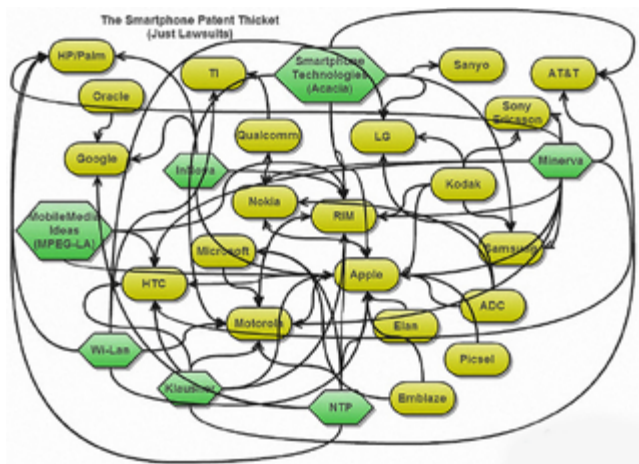 The Smartphone Patent Thicket
(Just Lawsuits)
HP/Palm
TI
Smartphone
Technologies
(Acacia)
Sanyo
AT&T
Oracle
Sony
Ericsson
Qualcomm
LG
Google
Innova
Minerva
Kodak
Nokia
RIM
MobileMedia
Ideas
(MPEG-LA)
Microsoft
Samsung
HTC
Apple
ADC
Motorola
Elan
Wi-Lan
Picsel
Klausner
NTP
Emblaze